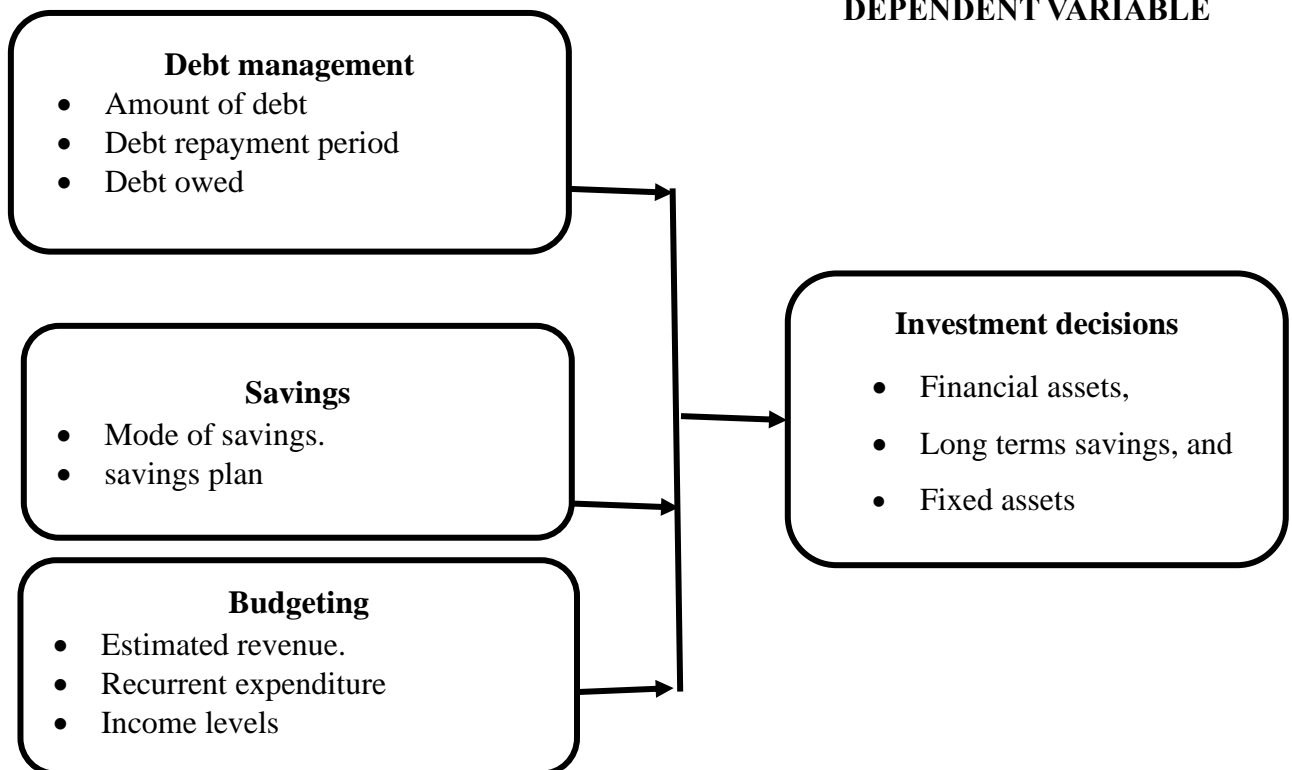 DEPENDENT VARIABLE
Debt management
• Amount of debt
• Debt repayment period
• Debt owed
Savings
• Mode of savings.
• savings plan
Budgeting
• Estimated revenue.
• Recurrent expenditure
• Income levels
Investment decisions
• Financial assets,
• Long terms savings, and
• Fixed assets